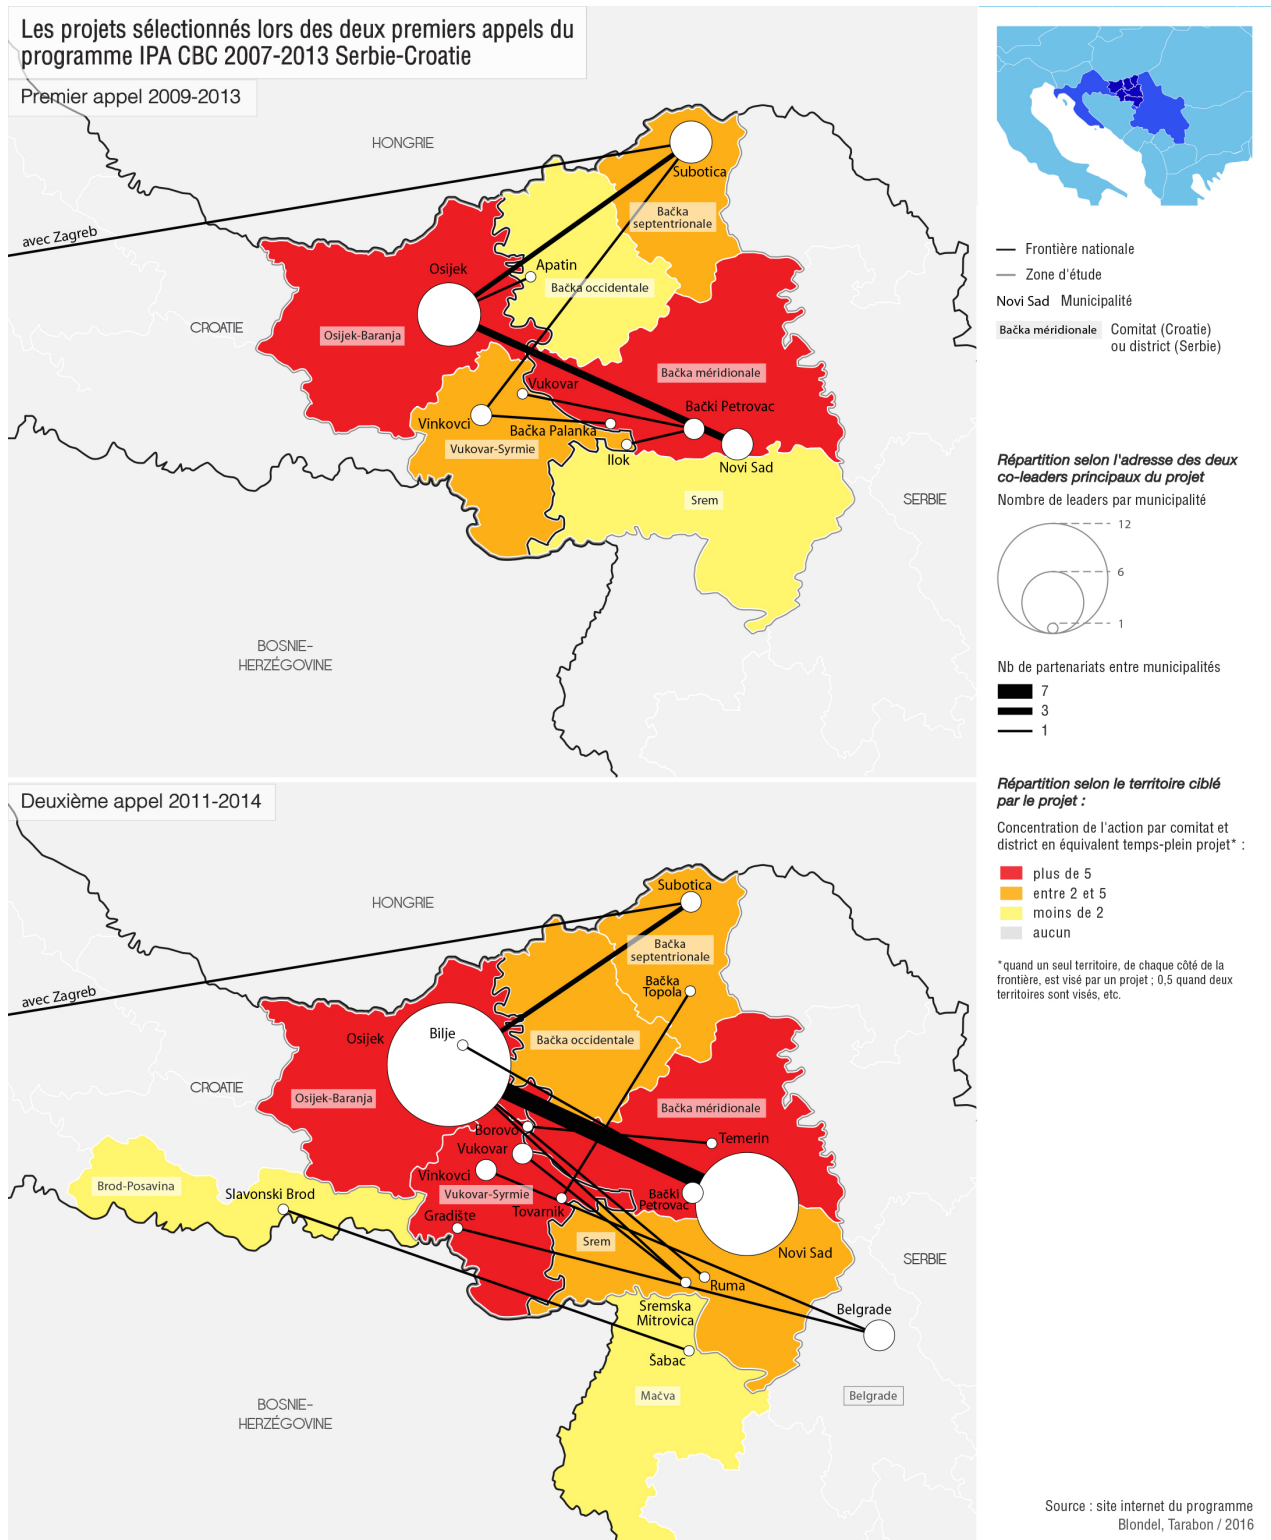 Les projets sélectionnés lors des deux premiers appels du
programme IPA CBC 2007-2013 Serbie-Croatie
Premier appel 2009-2013
HONGRIE
Subotica
Bačka
septentrionale
avec Zagreb
Osijek
Apatin
Bačka occidentale
CROATIE
Osijek-Baranja
Bačka méridionale
Vukovar
Bački Petrovac
Vinkovci
Bačka Palanka
Vukovar-Syrmie
Ilok
Novi Sad
Srem
SERBIE
BOSNIE-
HERZÉGOVINE
Frontière nationale
Zone d'étude
Novi Sad Municipalité
Bačka méridionale Comitat (Croatie)
ou district (Serbie)
Répartition selon l'adresse des deux
co-leaders principaux du projet
Nombre de leaders par municipalité
12
6
1
Nb de partenariats entre municipalités
7
3
1
Répartition selon le territoire ciblé
par le projet :
Concentration de l'action par comitat et
district en équivalent temps-plein projet* :
plus de 5
entre 2 et 5
moins de 2
aucun
*quand un seul territoire, de chaque côté de la
frontière, est visé par un projet ; 0,5 quand deux
territoires sont visés, etc.
Deuxième appel 2011-2014
HONGRIE
Subotica
Bačka
septentrionale
Bačka
Topola
avec Zagreb
Osijek
Bilje
Bačka occidentale
CROATIE
Osijek-Baranja
Bačka méridionale
Borovo
Temerin
Vukovar
Vinkovci
Brod-Posavina
Slavonski Brod
Vukovar-Syrmie
Bački
Petrovac
Gradište
Tovarnik
Srem
Novi Sad
SERBIE
Ruma
Sremska
Mitrovica
Belgrade
Šabac
Mačva
Belgrade
BOSNIE-
HERZÉGOVINE
Source : site internet du programme
Blondel, Tarabon / 2016